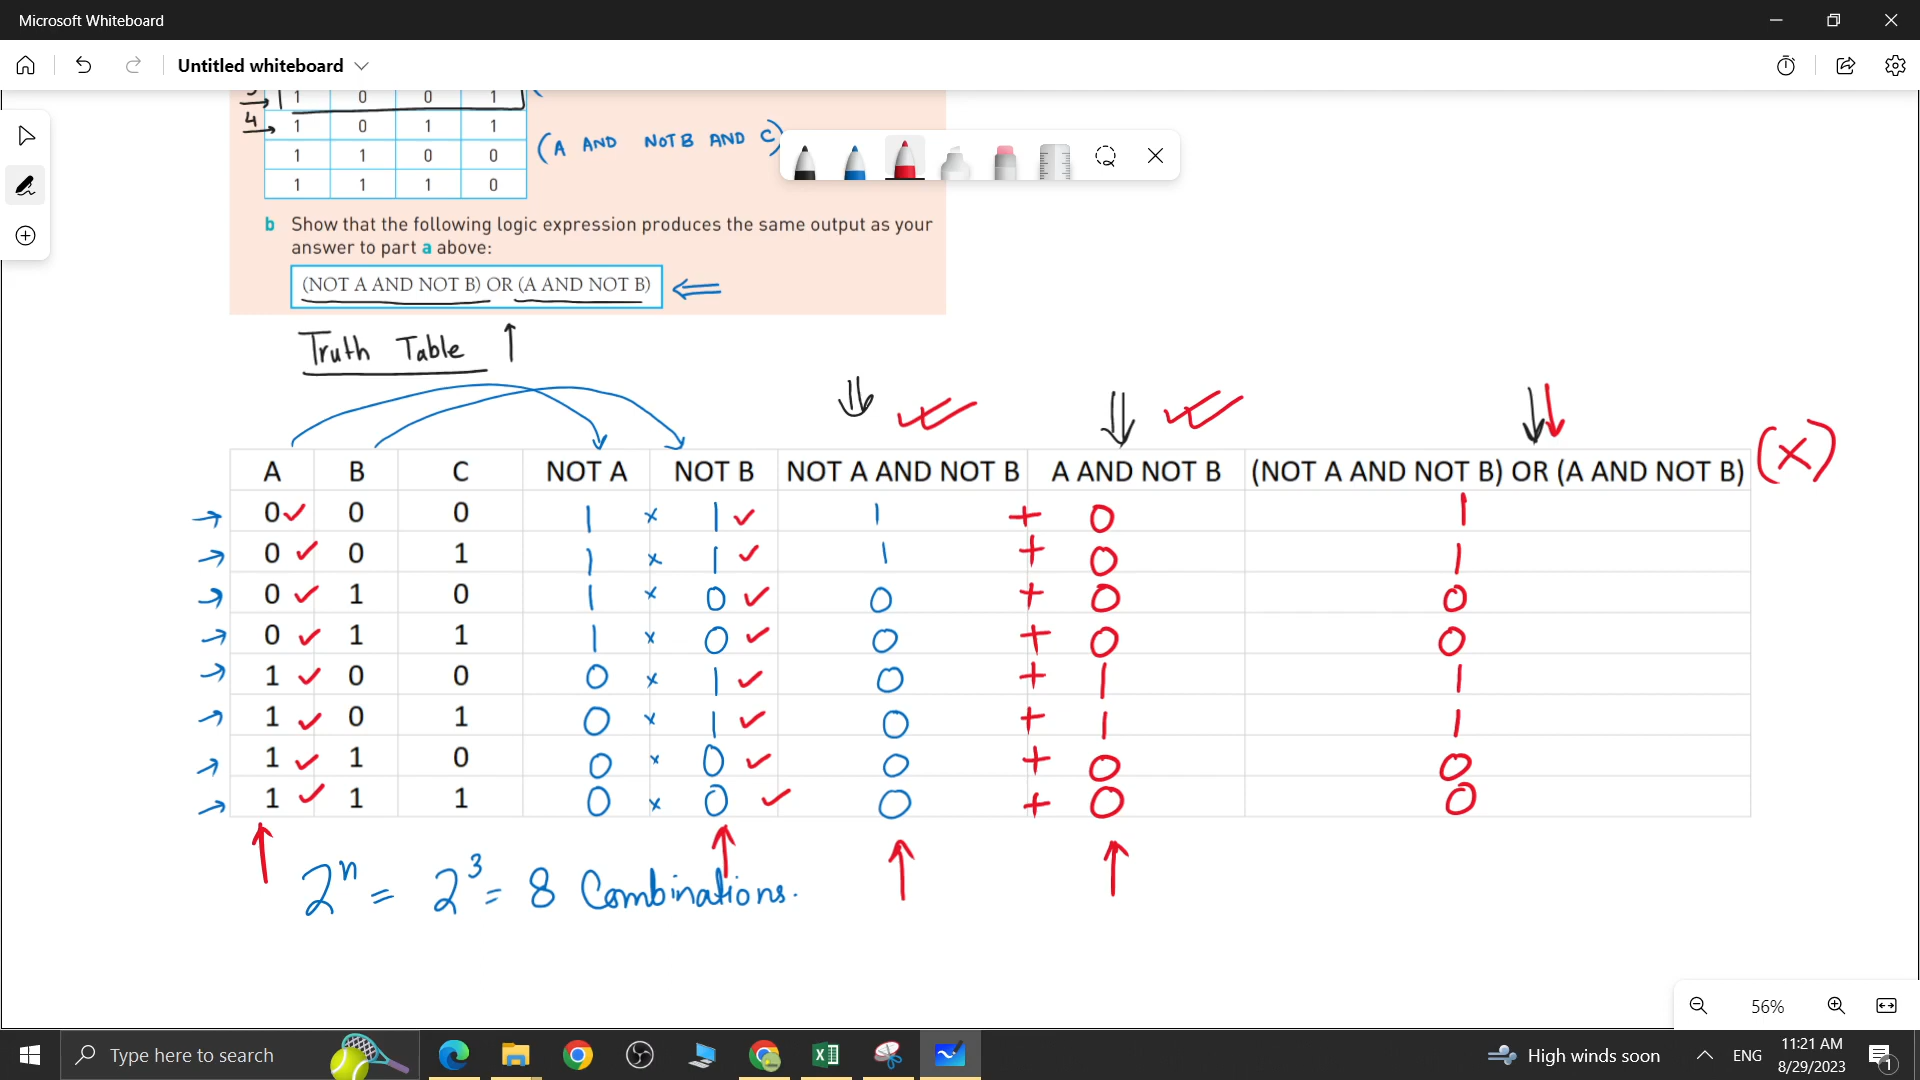 Microsoft Whiteboard
Untitled whiteboard
1 0 0 1
4 1 0 1 1
(A AND NOT B AND C)
1 1 0 0
1 1 1 0
b Show that the following logic expression produces the same output as your
answer to part a above:
(NOT A AND NOT B) OR (A AND NOT B)
Truth Table
A B C NOT A NOT B NOT A AND NOT B A AND NOT B (NOT A AND NOT B) OR (A AND NOT B) (x)
0 0 0 1 x 1 1 + 0 1
0 0 1 1 x 1 1 + 0 1
0 1 0 1 x 0 0 + 0 0
0 1 1 1 x 0 0 + 0 0
1 0 0 0 x 1 0 + 1 1
1 0 1 0 x 1 0 + 1 1
1 1 0 0 x 0 0 + 0 0
1 1 1 0 x 0 0 + 0 0
2ⁿ = 2³ = 8 Combinations.
56%
Type here to search
High winds soon
ENG
11:21 AM
8/29/2023
1